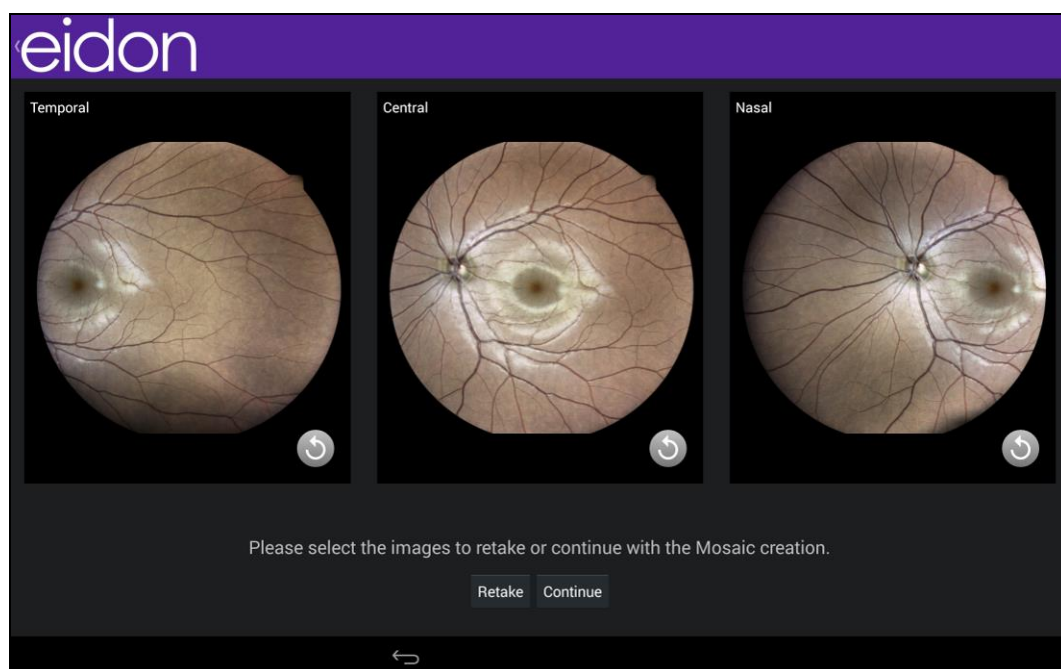 eidon
Temporal
Central
Nasal
Please select the images to retake or continue with the Mosaic creation.
Retake
Continue